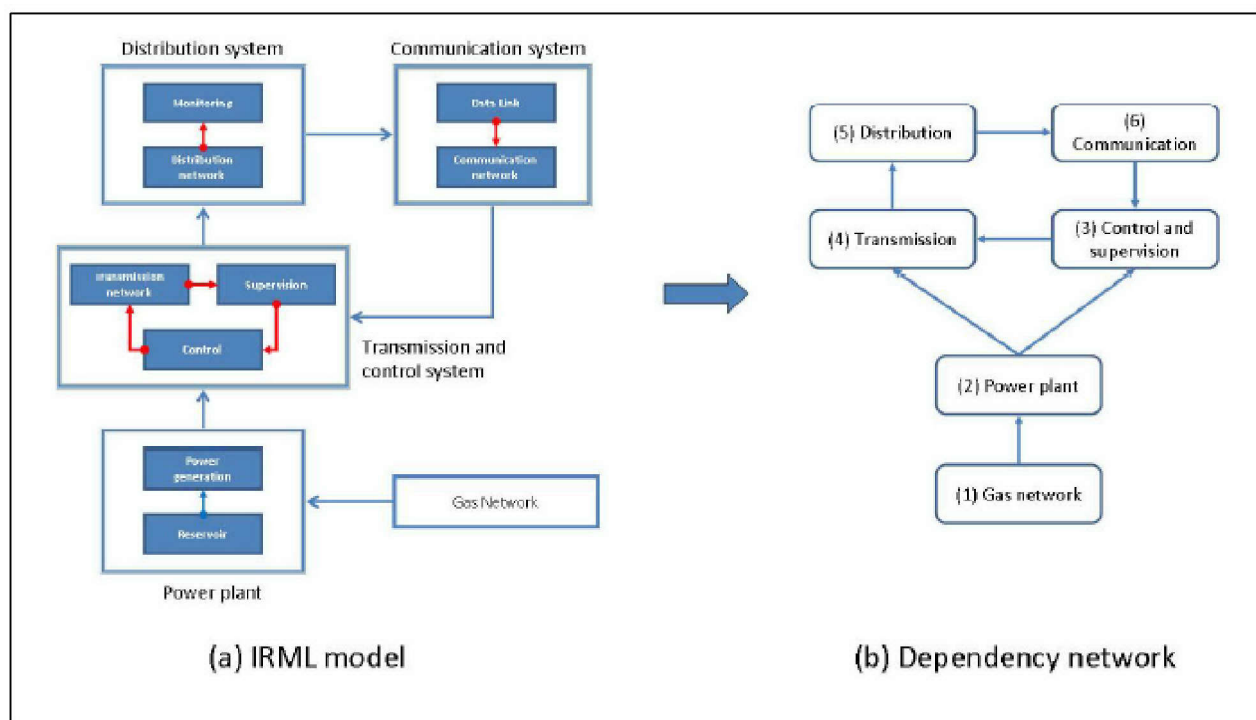 Distribution system
Communication system
Monitoring
Distribution
network
Data Link
Communication
network
Transmission
network
Supervision
Control
Transmission and
control system
Power
generation
Reservoir
Gas Network
Power plant
(a) IRML model
(5) Distribution
(6)
Communication
(4) Transmission
(3) Control and
supervision
(2) Power plant
(1) Gas network
(b) Dependency network